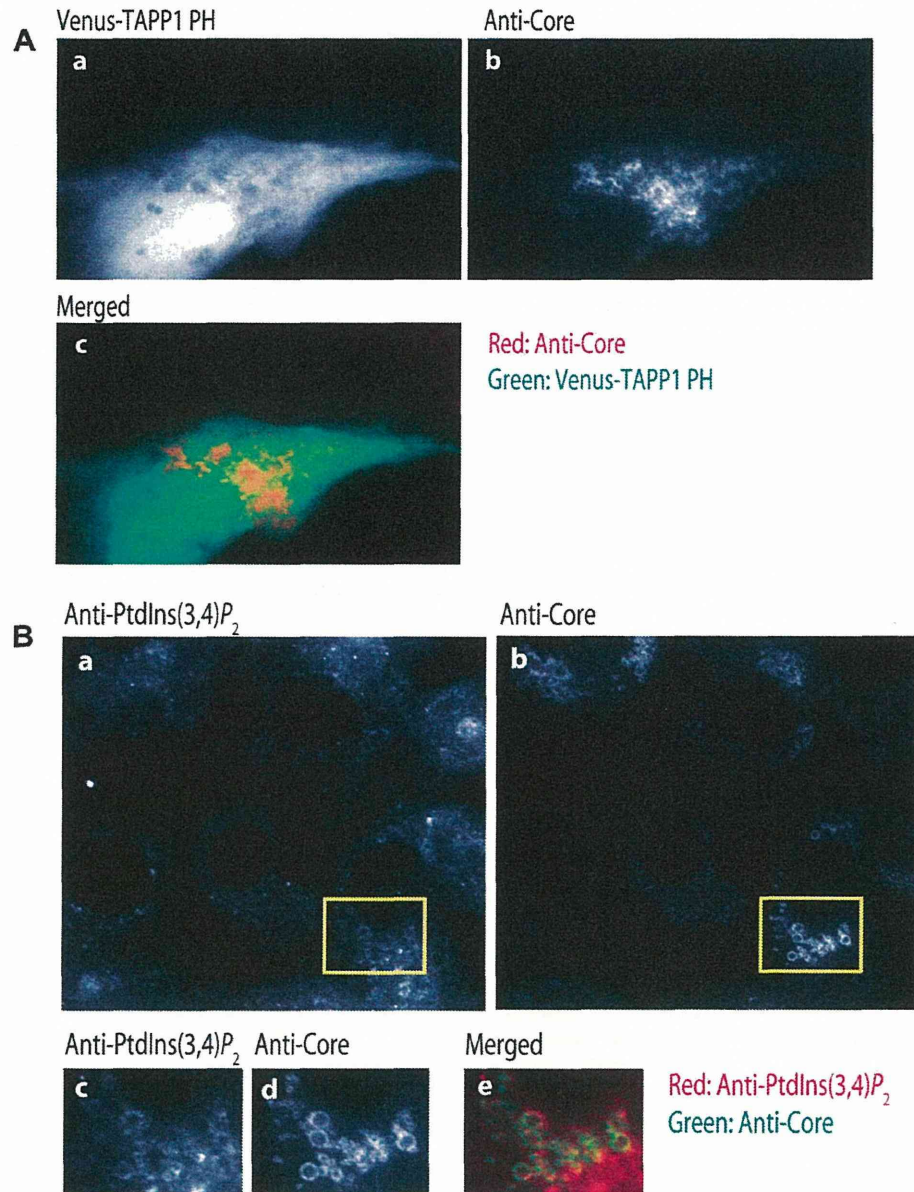 A
Venus-TAPP1 PH
Anti-Core
a
b
Merged
c
Red: Anti-Core
Green: Venus-TAPP1 PH
B
Anti-PtdIns(3,4)P₂
Anti-Core
a
b
Anti-PtdIns(3,4)P₂
Anti-Core
Merged
c
d
e
Red: Anti-PtdIns(3,4)P₂
Green: Anti-Core